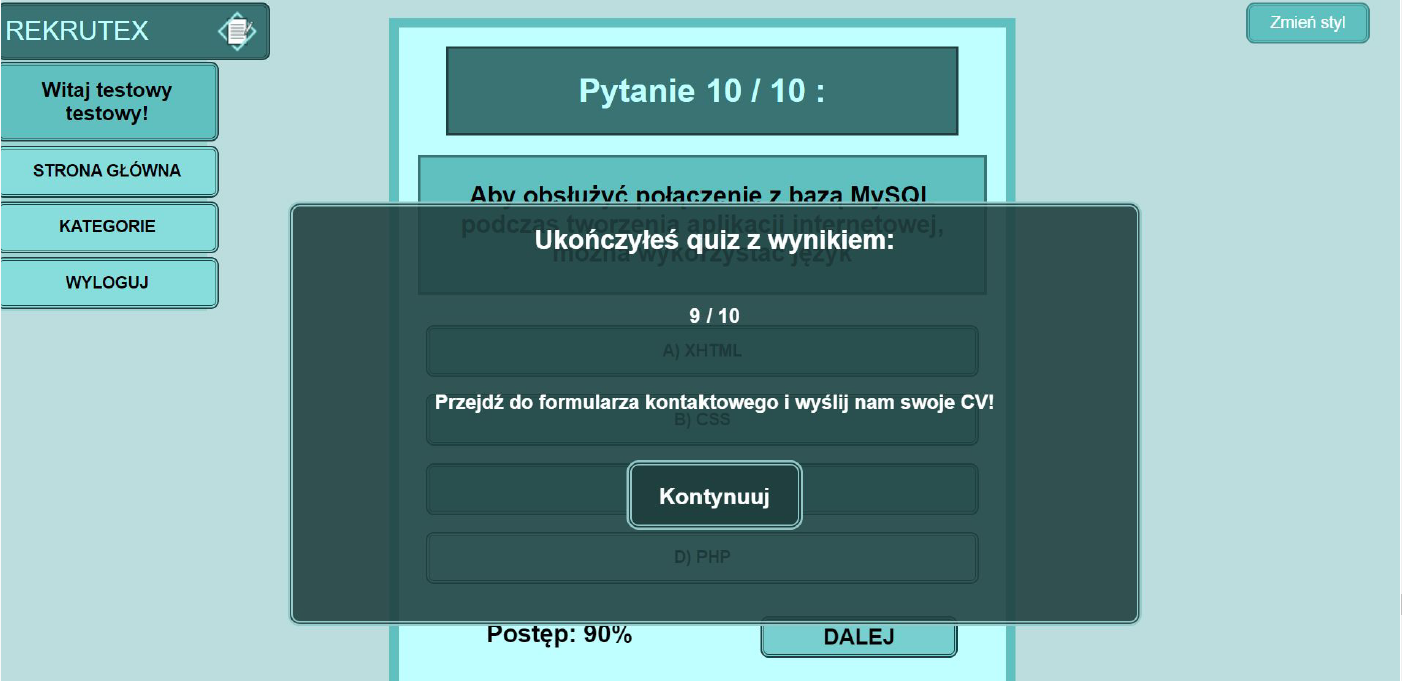 REKRUTEX
Zmień styl
Witaj testowy
testowy!
STRONA GŁÓWNA
KATEGORIE
WYLOGUJ
Pytanie 10 / 10 :
Aby obsłużyć połączenie z bazą MySQL
podczas tworzenia aplikacji internetowej,
można wykorzystać język
Ukończyłeś quiz z wynikiem:
9 / 10
A) XHTML
Przejdź do formularza kontaktowego i wyślij nam swoje CV!
B) CSS
Kontynuuj
D) PHP
Postęp: 90%
DALEJ